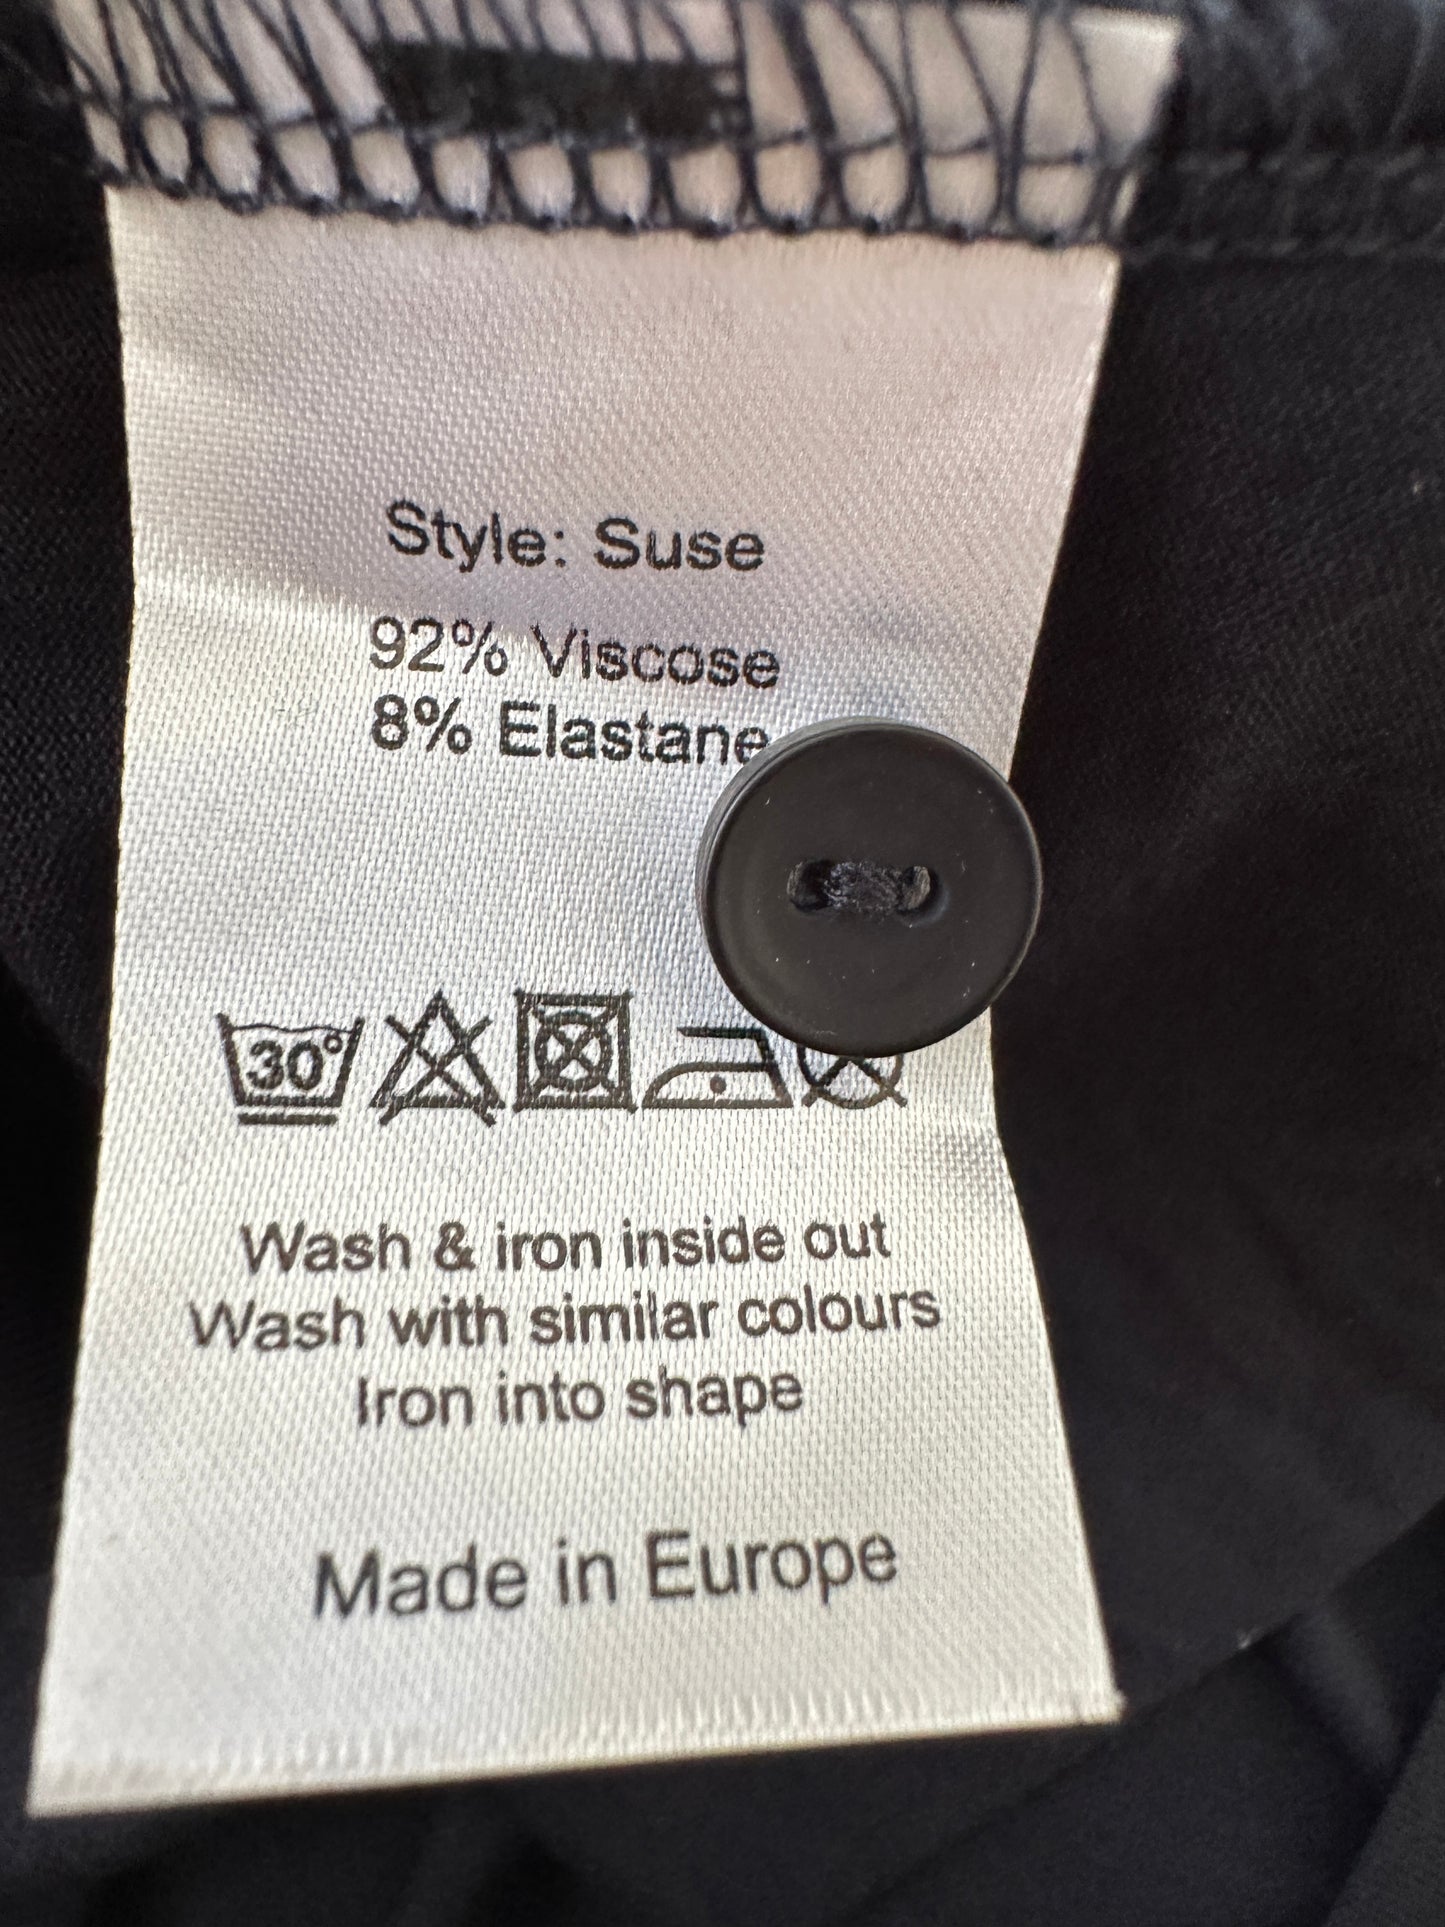 Style: Suse
92% Viscose
8% Elastane
30°
Wash & iron inside out
Wash with similar colours
Iron into shape
Made in Europe